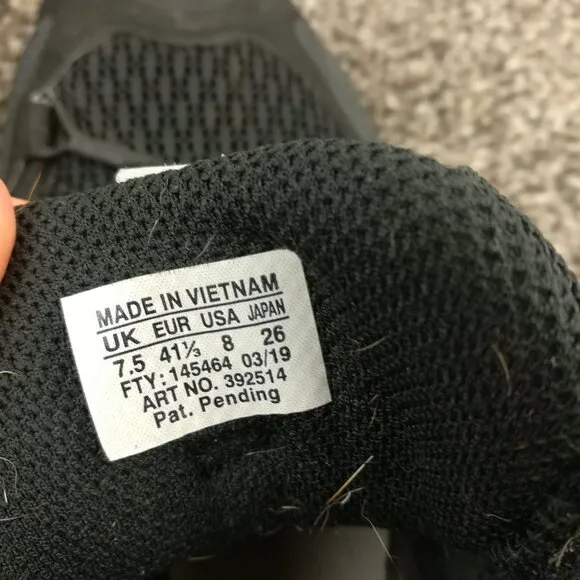 MADE IN VIETNAM
UK EUR USA JAPAN
7.5 41⅓ 8 26
FTY: 145464 03/19
ART NO. 392514
Pat. Pending